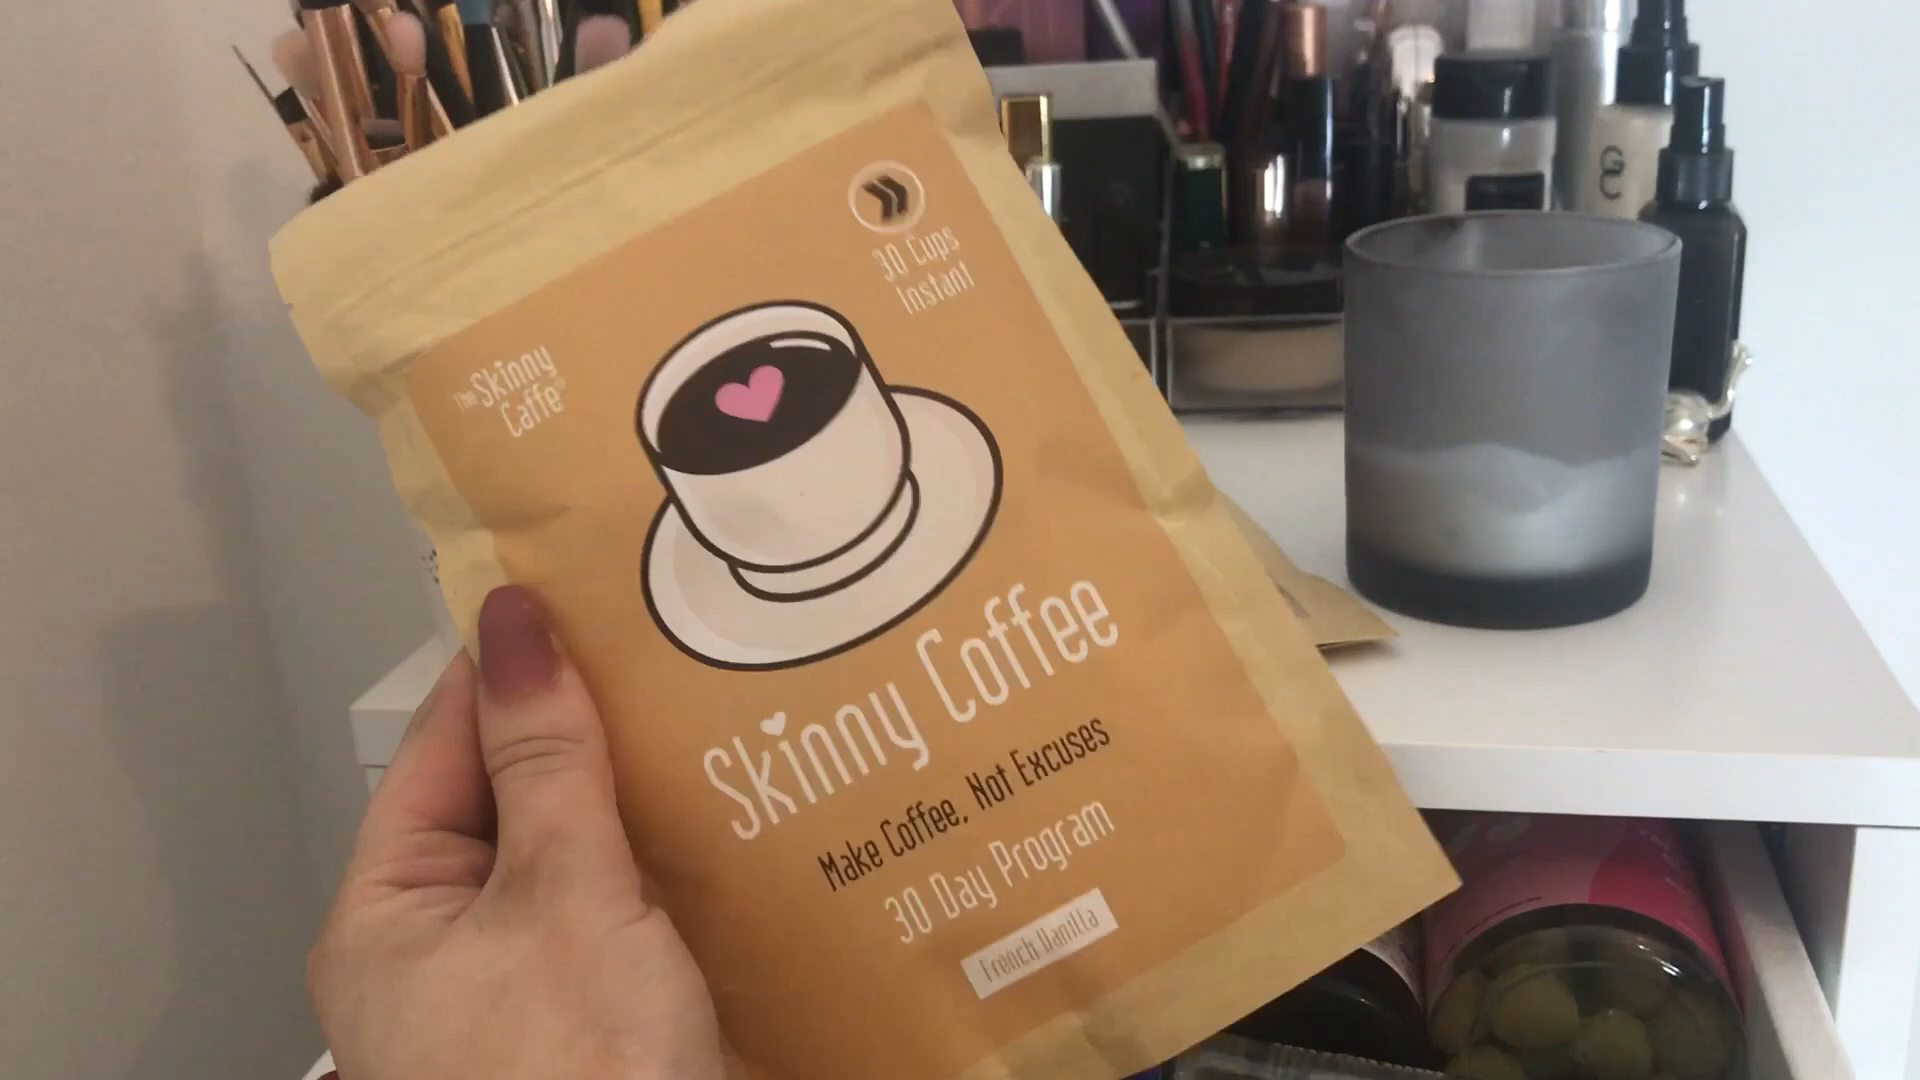 30 Cups
Instant
The Skinny
Caffe®
Skinny Coffee
Make Coffee, Not Excuses
30 Day Program
French Vanilla
G
C